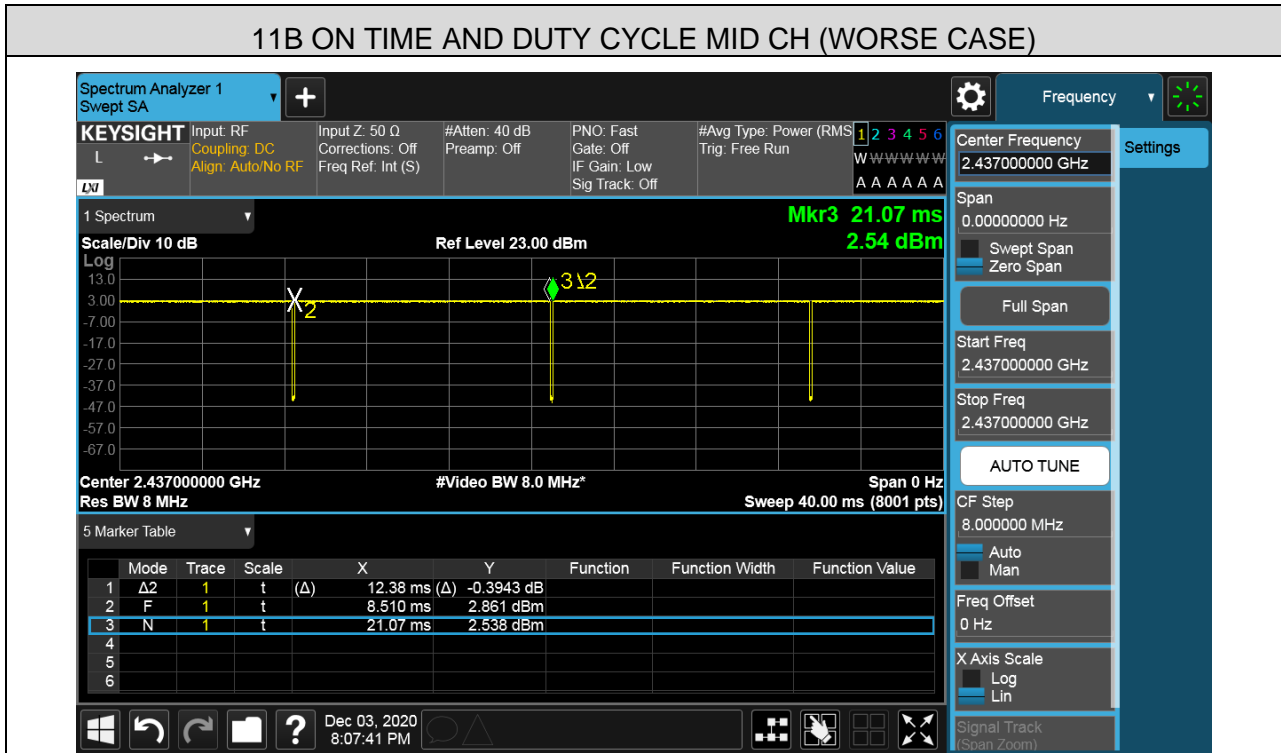 11B ON TIME AND DUTY CYCLE MID CH (WORSE CASE)
Spectrum Analyzer 1
Swept SA
Frequency
KEYSIGHT
L
LXI
Input: RF
Coupling: DC
Align: Auto/No RF
Input Z: 50 Ω
Corrections: Off
Freq Ref: Int (S)
#Atten: 40 dB
Preamp: Off
PNO: Fast
Gate: Off
IF Gain: Low
Sig Track: Off
#Avg Type: Power (RMS
Trig: Free Run
1 2 3 4 5 6
W W W W W W
A A A A A A
Center Frequency
2.437000000 GHz
Settings
Span
0.00000000 Hz
Swept Span
Zero Span
Full Span
Start Freq
2.437000000 GHz
Stop Freq
2.437000000 GHz
AUTO TUNE
CF Step
8.000000 MHz
Auto
Man
Freq Offset
0 Hz
X Axis Scale
Log
Lin
Signal Track
(Span Zoom)
1 Spectrum
Mkr3 21.07 ms
2.54 dBm
Scale/Div 10 dB
Ref Level 23.00 dBm
Log
13.0
3.00
-7.00
-17.0
-27.0
-37.0
-47.0
-57.0
-67.0
X2
3 1Δ2
Center 2.437000000 GHz
#Video BW 8.0 MHz*
Span 0 Hz
Res BW 8 MHz
Sweep 40.00 ms (8001 pts)
5 Marker Table
Mode Trace Scale X Y Function Function Width Function Value
1 Δ2 1 t (Δ) 12.38 ms (Δ) -0.3943 dB
2 F 1 t 8.510 ms 2.861 dBm
3 N 1 t 21.07 ms 2.538 dBm
4
5
6
?
Dec 03, 2020
8:07:41 PM